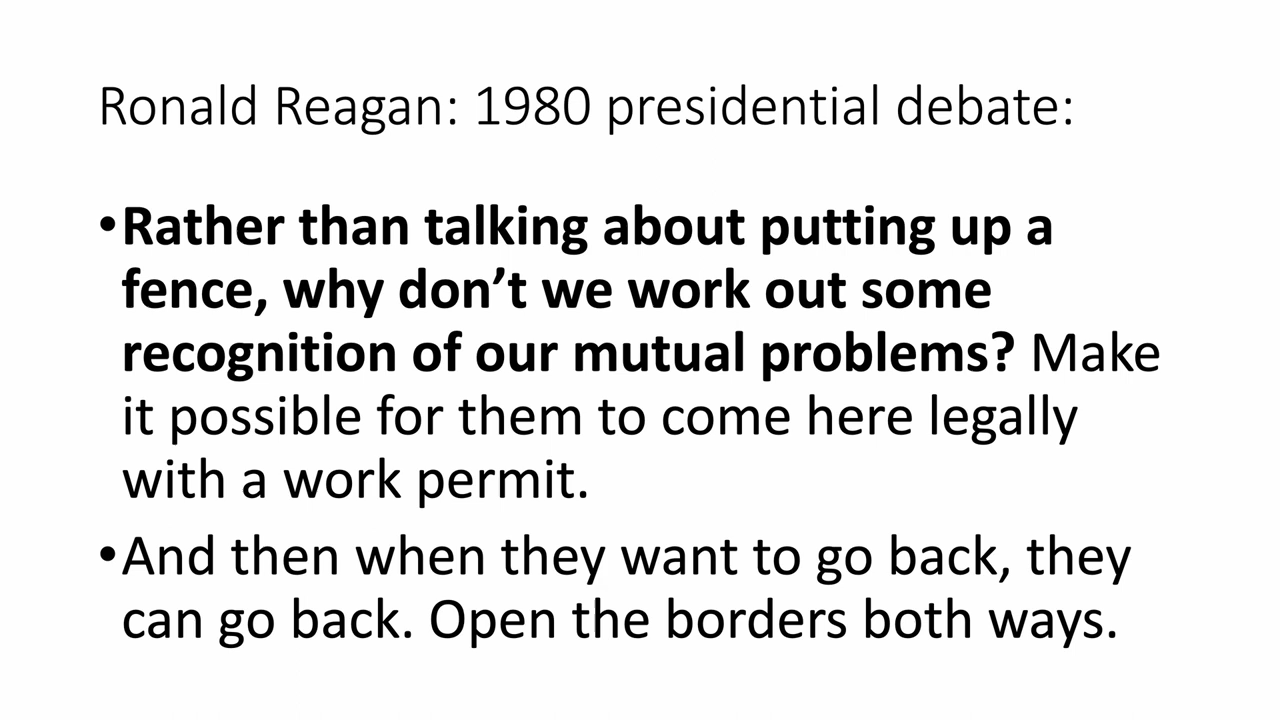 Ronald Reagan: 1980 presidential debate:
•Rather than talking about putting up a
fence, why don’t we work out some
recognition of our mutual problems? Make
it possible for them to come here legally
with a work permit.
•And then when they want to go back, they
can go back. Open the borders both ways.